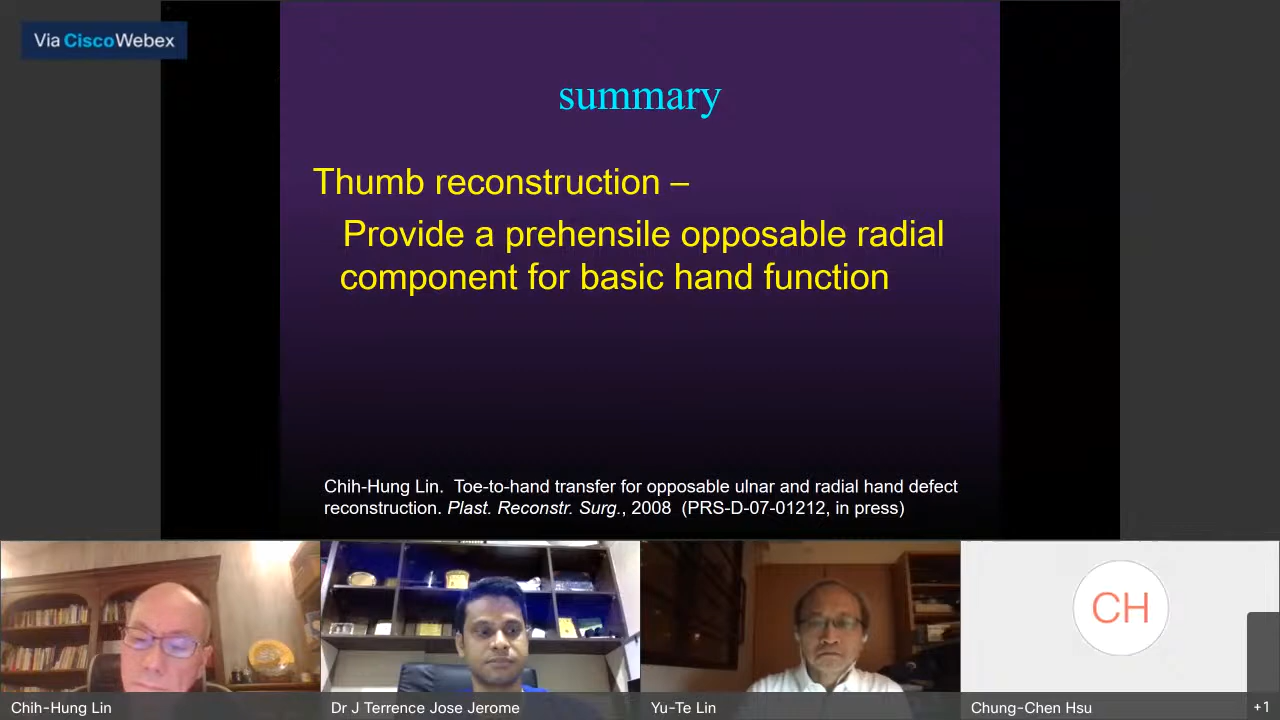 Via CiscoWebex
summary
Thumb reconstruction –
Provide a prehensile opposable radial
component for basic hand function
Chih-Hung Lin. Toe-to-hand transfer for opposable ulnar and radial hand defect
reconstruction. Plast. Reconstr. Surg., 2008 (PRS-D-07-01212, in press)
CH
Chih-Hung Lin
Dr J Terrence Jose Jerome
Yu-Te Lin
Chung-Chen Hsu
+1